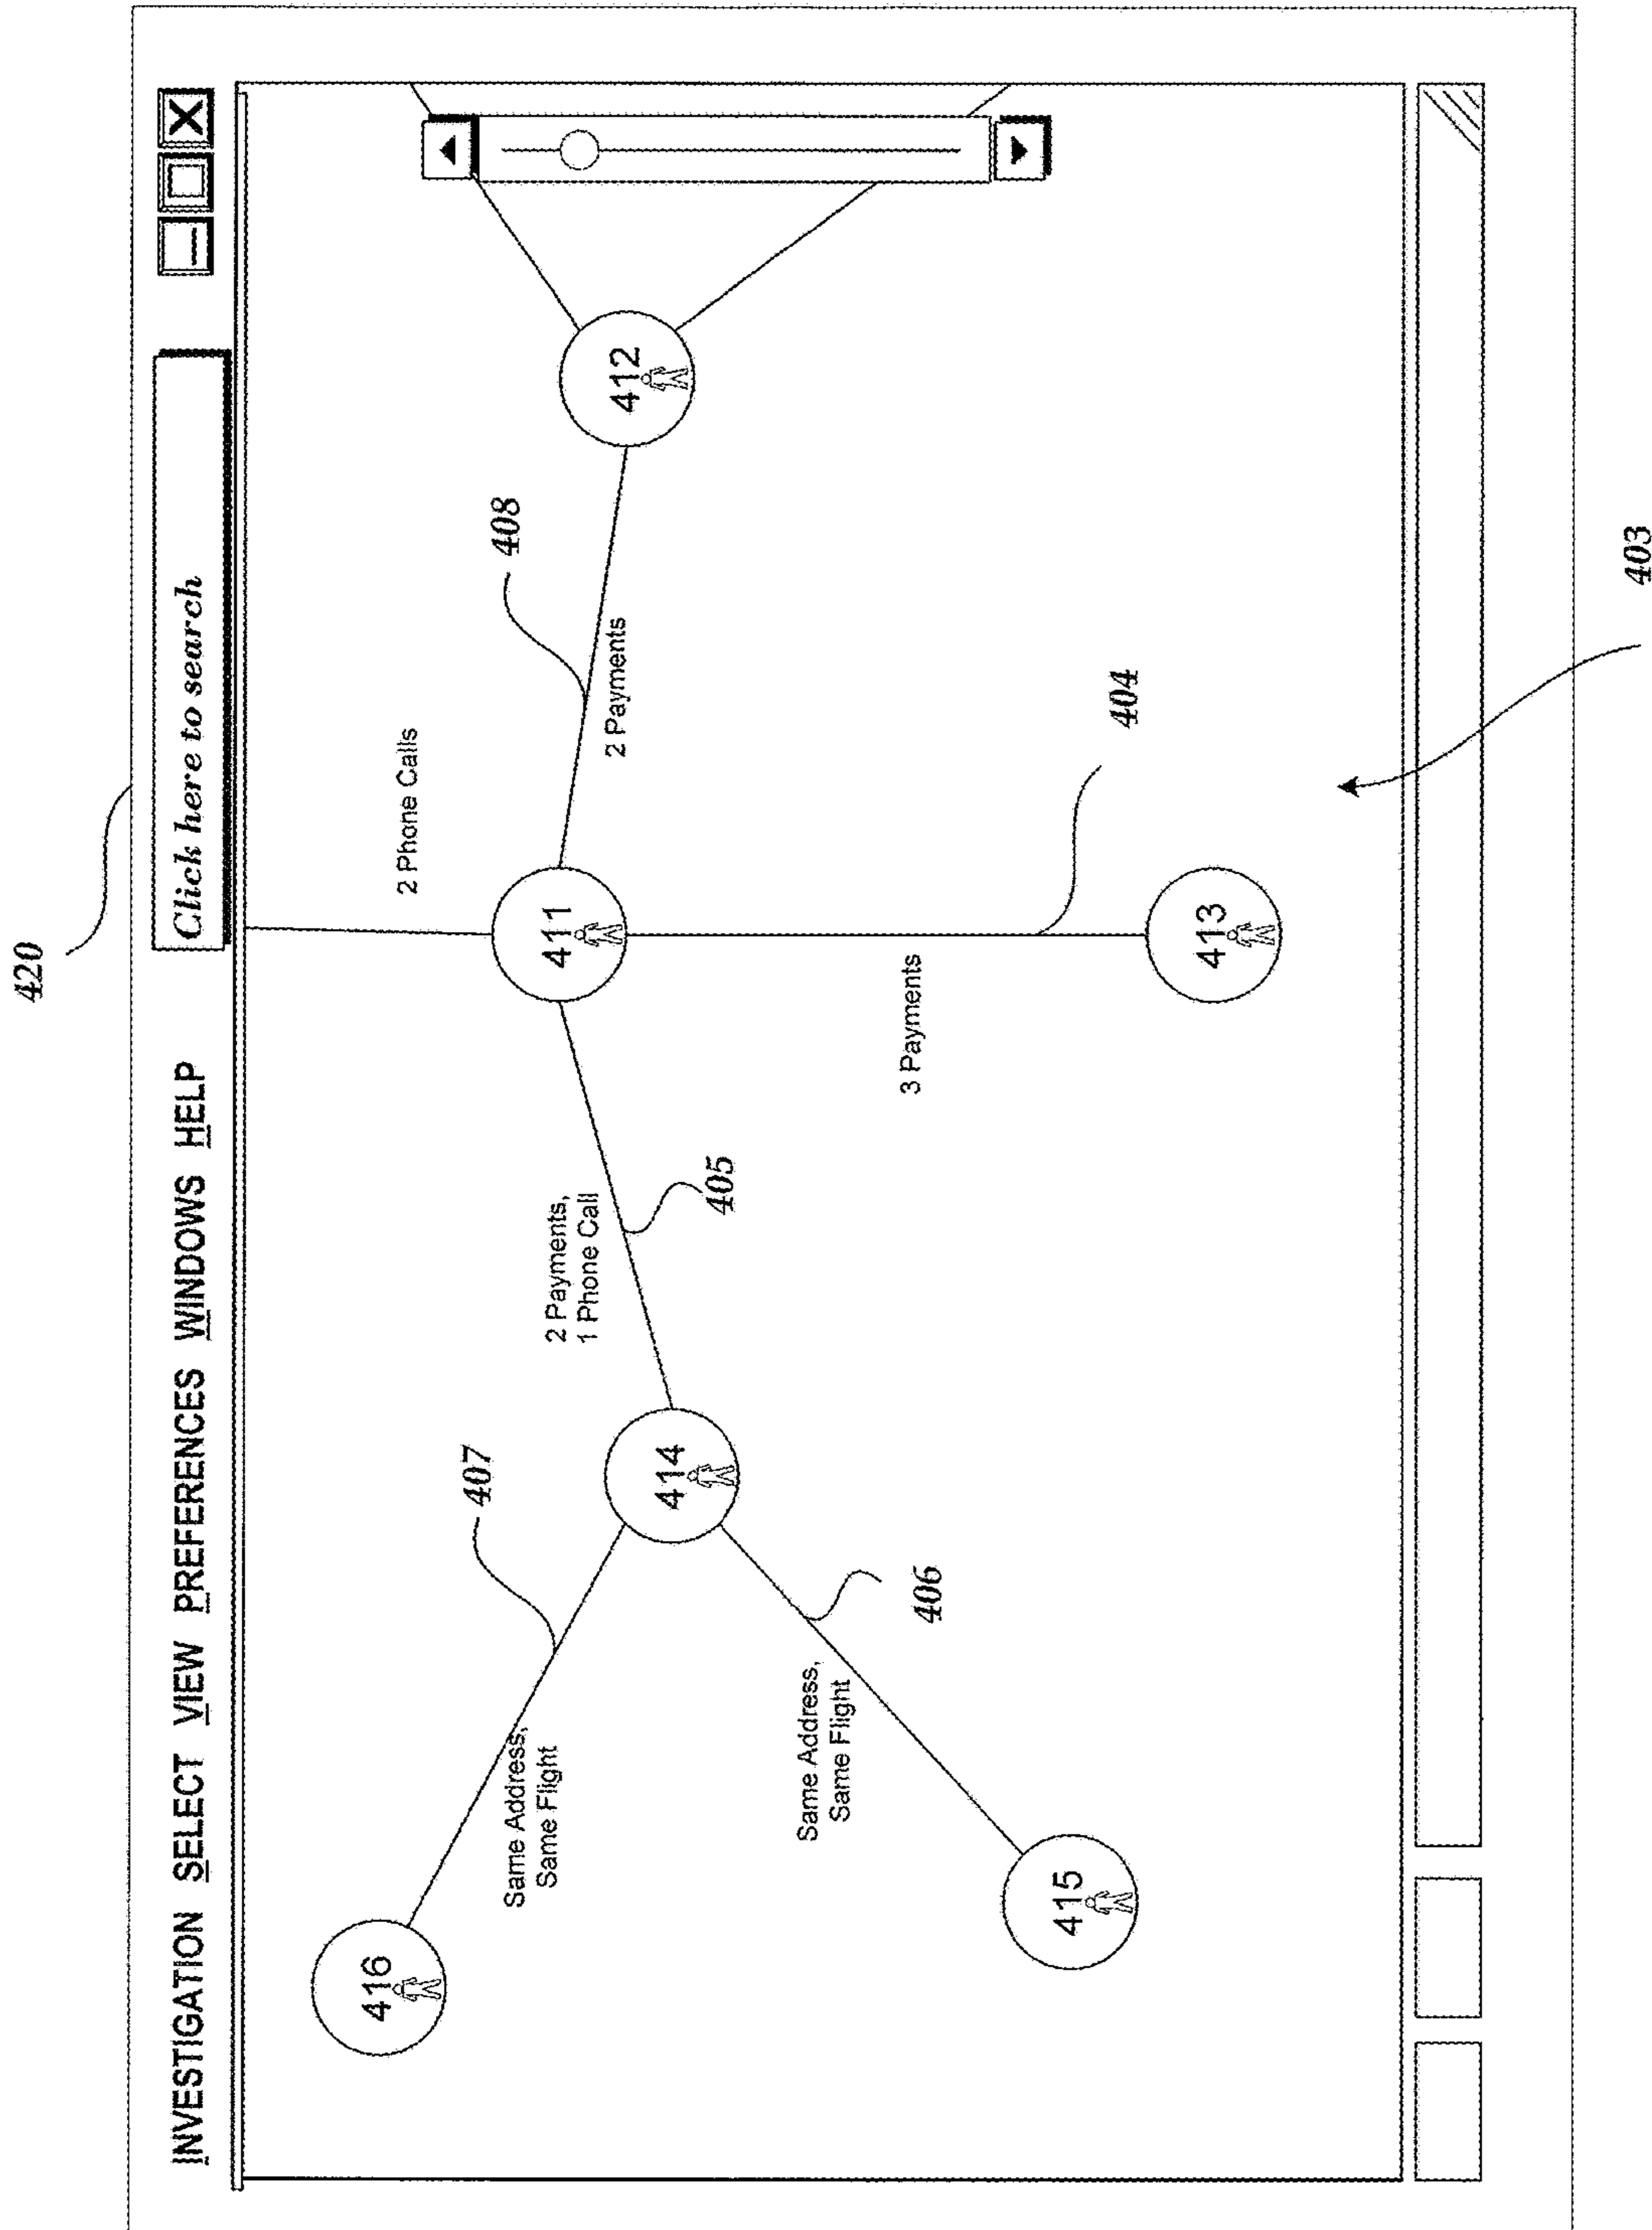 420
INVESTIGATION SELECT VIEW PREFERENCES WINDOWS HELP
Click here to search
2 Phone Calls
416
407
Same Address,
Same Flight
414
2 Payments,
1 Phone Call
405
411
408
2 Payments
412
Same Address,
Same Flight
406
415
3 Payments
404
413
403